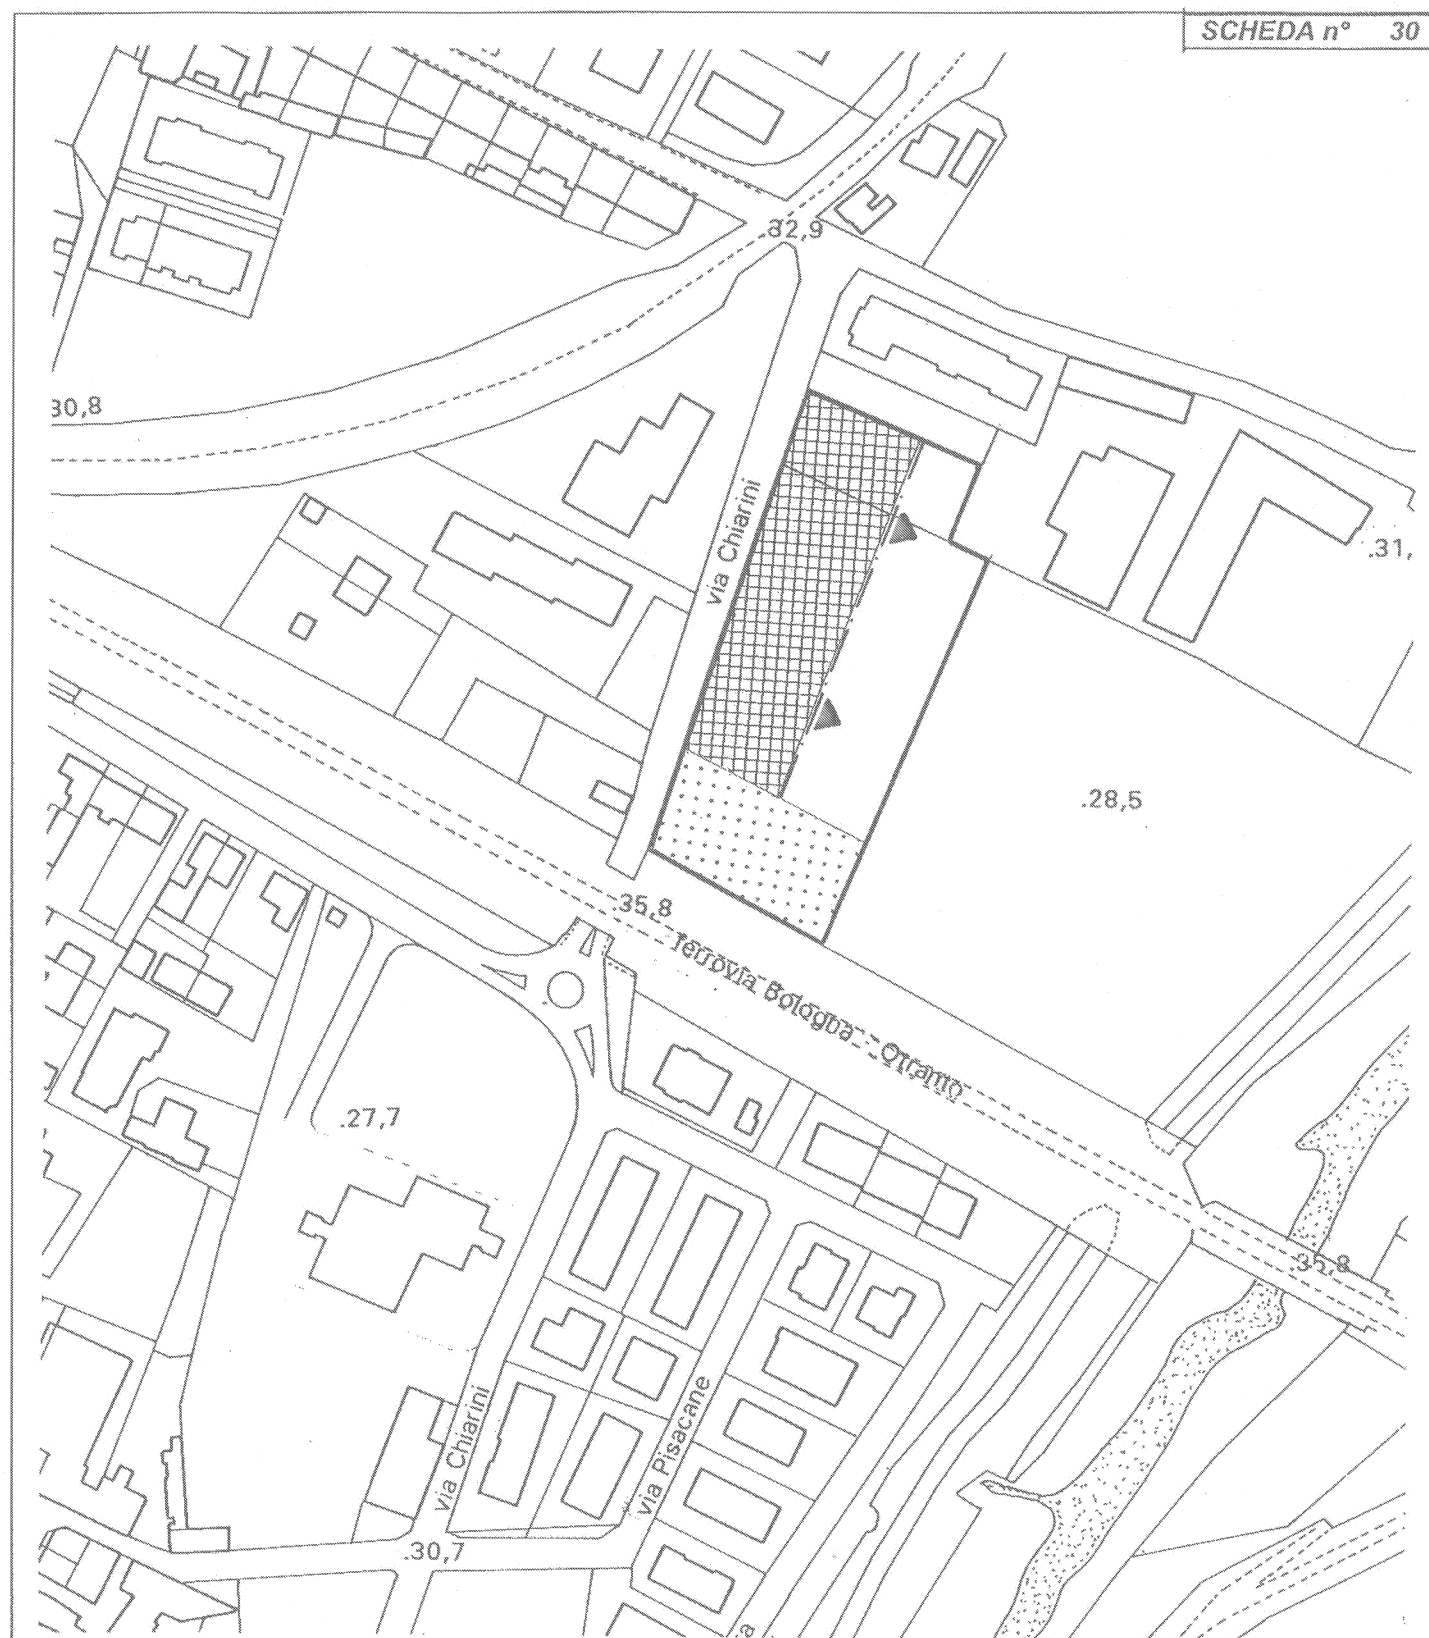 SCHEDA n° 30
32,9
30,8
via Chiarini
.31,
.28,5
.35,8
ferrovia Bologna - Otranto
.27,7
.35,8
via Chiarini
via Pisacane
.30,7
a